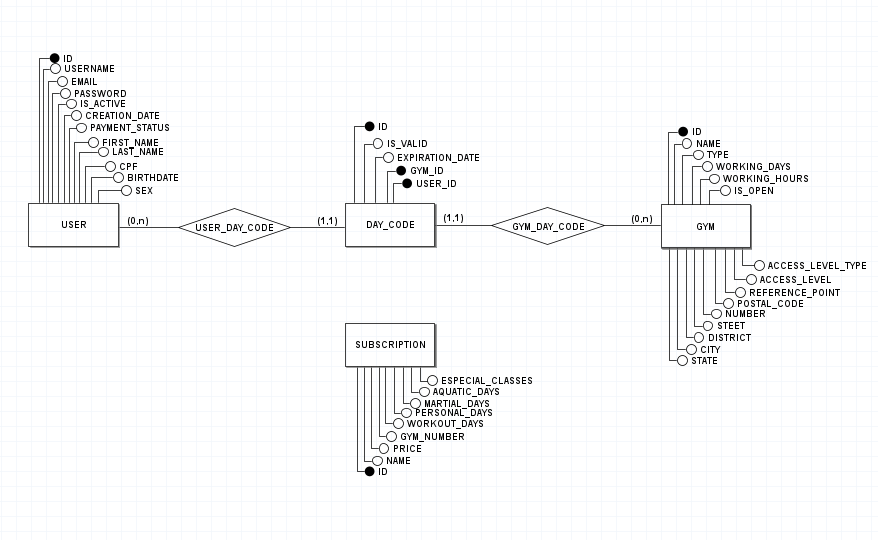 ID
USERNAME
EMAIL
PASSWORD
IS_ACTIVE
CREATION_DATE
PAYMENT_STATUS
FIRST_NAME
LAST_NAME
CPF
BIRTHDATE
SEX
USER
(0,n)
USER_DAY_CODE
(1,1)
ID
IS_VALID
EXPIRATION_DATE
GYM_ID
USER_ID
DAY_CODE
(1,1)
GYM_DAY_CODE
(0,n)
ID
NAME
TYPE
WORKING_DAYS
WORKING_HOURS
IS_OPEN
GYM
ACCESS_LEVEL_TYPE
ACCESS_LEVEL
REFERENCE_POINT
POSTAL_CODE
NUMBER
STEET
DISTRICT
CITY
STATE
SUBSCRIPTION
ESPECIAL_CLASSES
AQUATIC_DAYS
MARTIAL_DAYS
PERSONAL_DAYS
WORKOUT_DAYS
GYM_NUMBER
PRICE
NAME
ID